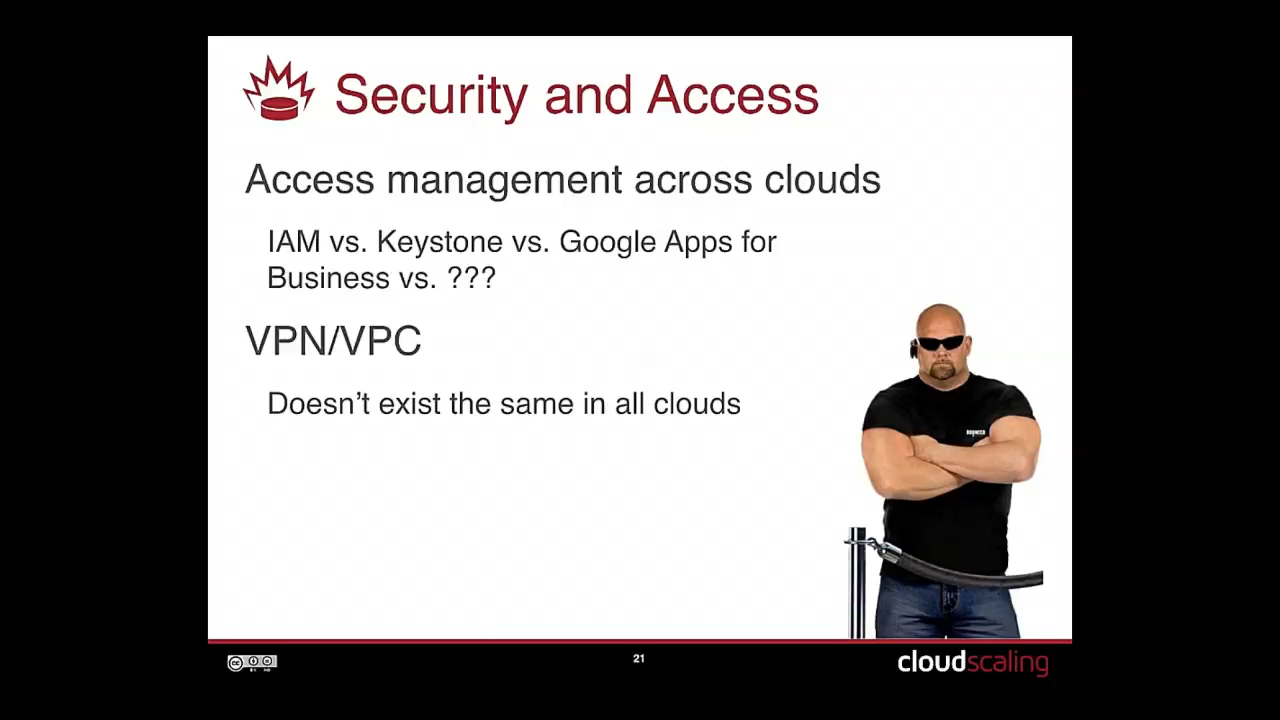 Security and Access
Access management across clouds
IAM vs. Keystone vs. Google Apps for
Business vs. ???
VPN/VPC
Doesn't exist the same in all clouds
BOUNCER
21
cloudscaling